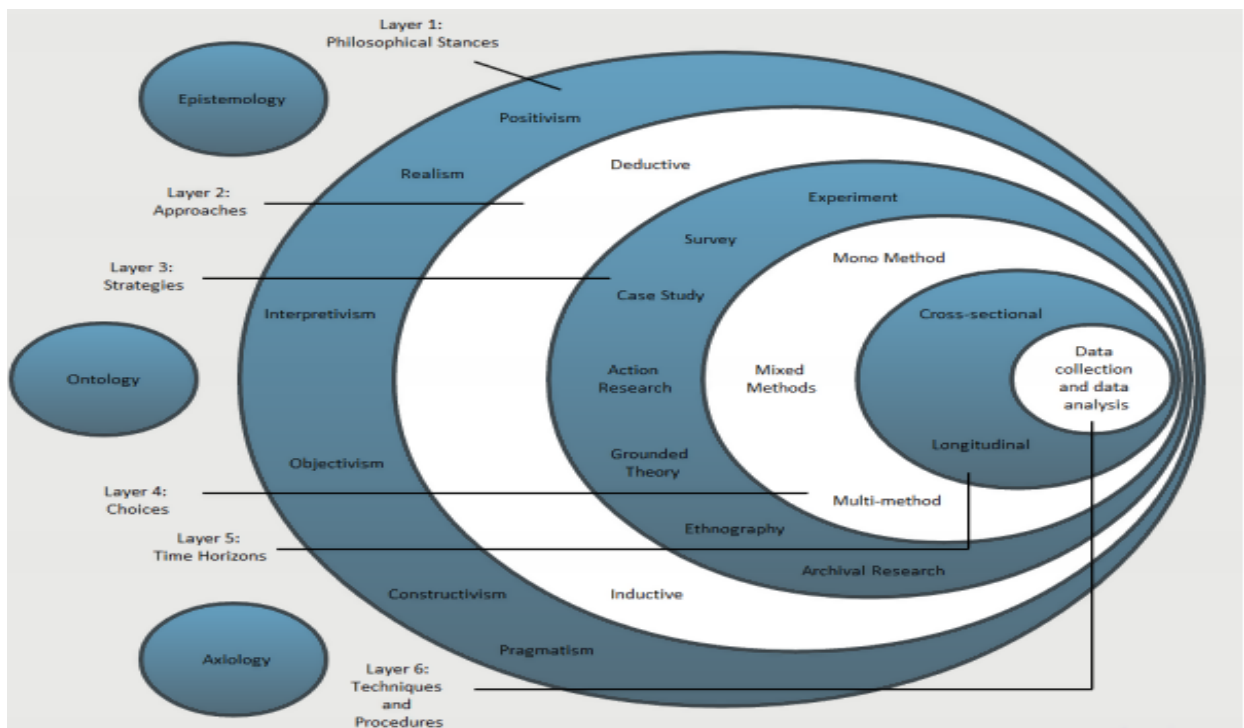 Layer 1:
Philosophical Stances
Epistemology
Positivism
Deductive
Realism
Layer 2:
Approaches
Experiment
Survey
Mono Method
Layer 3:
Strategies
Case Study
Interpretivism
Cross-sectional
Ontology
Action
Research
Mixed
Methods
Data
collection
and data
analysis
Longitudinal
Grounded
Theory
Objectivism
Layer 4:
Choices
Multi-method
Ethnography
Layer 5:
Time Horizons
Archival Research
Constructivism
Inductive
Pragmatism
Axiology
Layer 6:
Techniques
and
Procedures